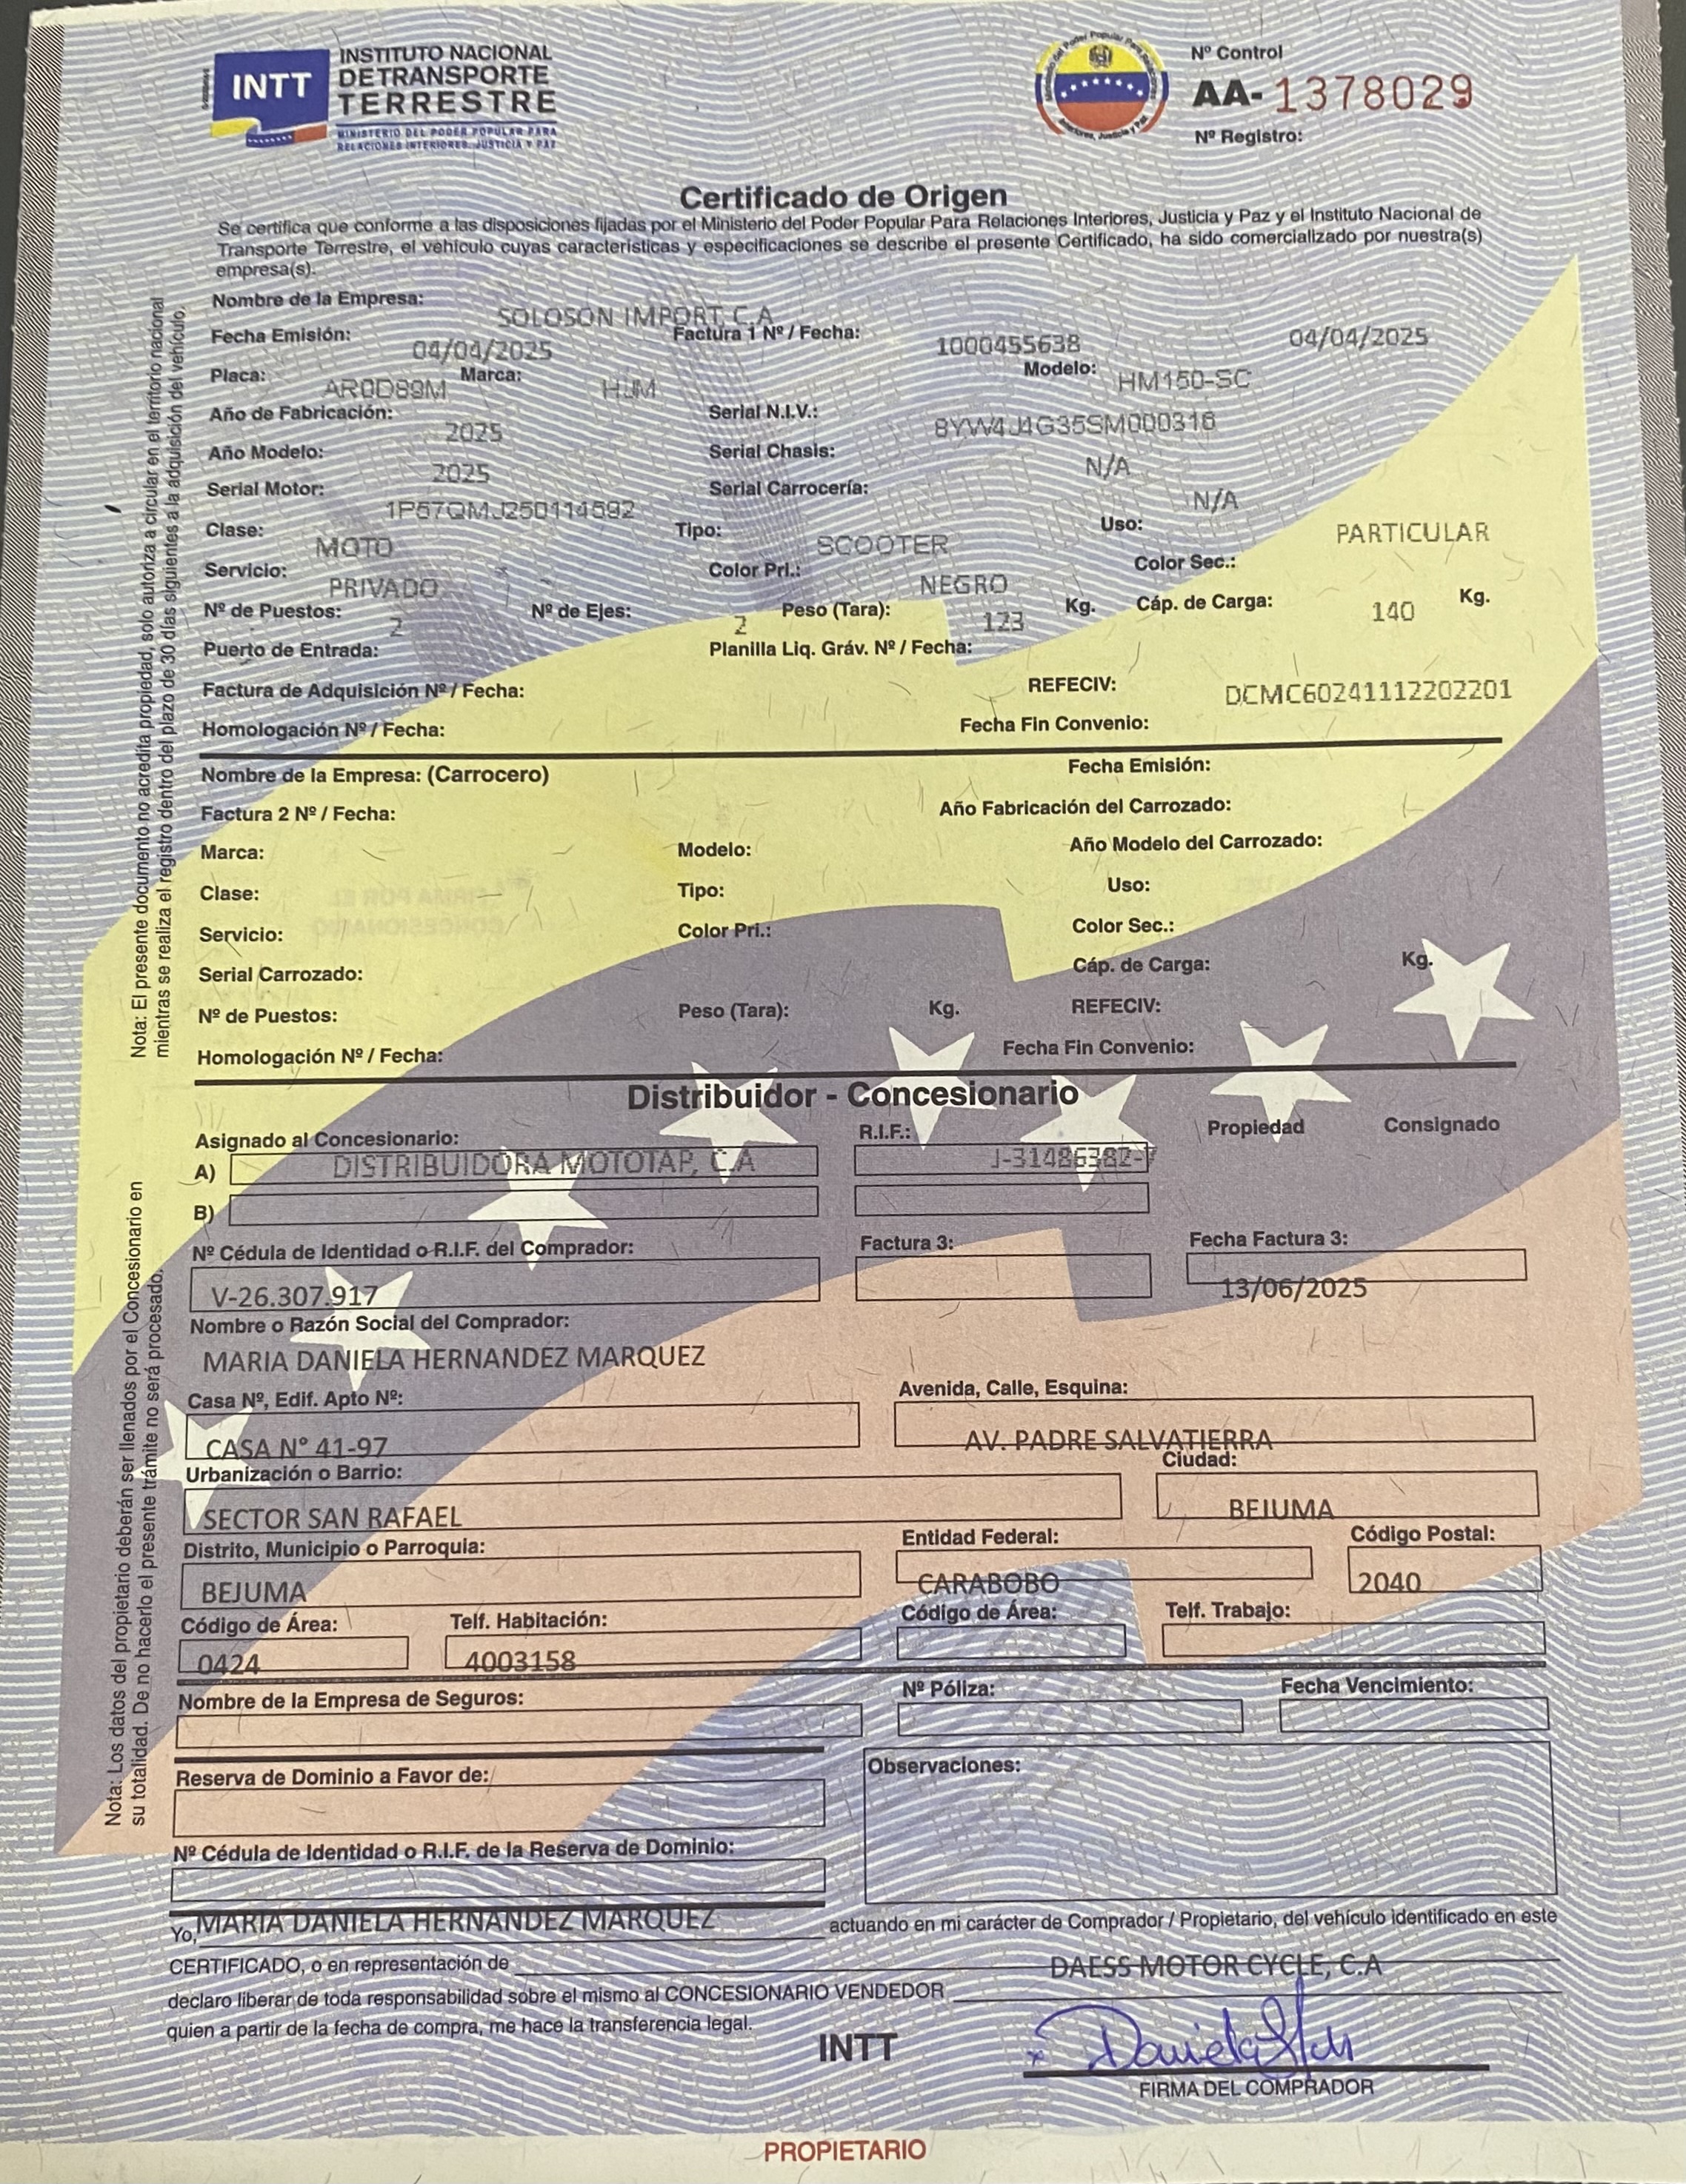 INTT
INSTITUTO NACIONAL
DE TRANSPORTE
TERRESTRE
MINISTERIO DEL PODER POPULAR PARA
RELACIONES INTERIORES, JUSTICIA Y PAZ
Nº Control
AA-1378029
Nº Registro:
Certificado de Origen
Se certifica que conforme a las disposiciones fijadas por el Ministerio del Poder Popular Para Relaciones Interiores, Justicia y Paz y el Instituto Nacional de
Transporte Terrestre, el vehículo cuyas características y especificaciones se describe el presente Certificado, ha sido comercializado por nuestra(s)
empresa(s).
Nombre de la Empresa: SOLOSON IMPORT, C.A
Fecha Emisión: 04/04/2025 Factura 1 Nº / Fecha: 1000455638 04/04/2025
Placa: AR0D89M Marca: HJM Modelo: HM150-SC
Año de Fabricación: 2025 Serial N.I.V.: 8YW4J4G35SM000316
Año Modelo: 2025 Serial Chasis: N/A
Serial Motor: 1P57QMJ250114592 Serial Carrocería: N/A
Clase: MOTO Tipo: SCOOTER Uso: PARTICULAR
Servicio: PRIVADO Color Pri.: NEGRO Color Sec.:
Nº de Puestos: 2 Nº de Ejes: 2 Peso (Tara): 123 Kg. Cáp. de Carga: 140 Kg.
Puerto de Entrada: Planilla Liq. Gráv. Nº / Fecha:
Factura de Adquisición Nº / Fecha: REFECIV: DCMC60241112202201
Homologación Nº / Fecha: Fecha Fin Convenio:
Nombre de la Empresa: (Carrocero) Fecha Emisión:
Factura 2 Nº / Fecha: Año Fabricación del Carrozado:
Marca: Modelo: Año Modelo del Carrozado:
Clase: Tipo: Uso:
Servicio: Color Pri.: Color Sec.:
Serial Carrozado: Cáp. de Carga: Kg.
Nº de Puestos: Peso (Tara): Kg. REFECIV:
Homologación Nº / Fecha: Fecha Fin Convenio:
Distribuidor - Concesionario
Asignado al Concesionario: R.I.F.: Propiedad Consignado
A) DISTRIBUIDORA MOTOTAP, C.A
B)
Nº Cédula de Identidad o R.I.F. del Comprador: Factura 3: Fecha Factura 3:
V-26.307.917 13/06/2025
Nombre o Razón Social del Comprador:
MARIA DANIELA HERNANDEZ MARQUEZ
Casa Nº, Edif. Apto Nº: Avenida, Calle, Esquina:
CASA N° 41-97 AV. PADRE SALVATIERRA
Urbanización o Barrio: Ciudad:
SECTOR SAN RAFAEL BEJUMA
Distrito, Municipio o Parroquia: Entidad Federal: Código Postal:
BEJUMA CARABOBO 2040
Código de Área: Telf. Habitación: Código de Área: Telf. Trabajo:
0424 4003158
Nombre de la Empresa de Seguros: Nº Póliza: Fecha Vencimiento:
Reserva de Dominio a Favor de: Observaciones:
Nº Cédula de Identidad o R.I.F. de la Reserva de Dominio:
Yo, MARIA DANIELA HERNANDEZ MARQUEZ actuando en mi carácter de Comprador / Propietario, del vehículo identificado en este
CERTIFICADO, o en representación de
declaro liberar de toda responsabilidad sobre el mismo al CONCESIONARIO VENDEDOR DAESS MOTOR CYCLE, C.A
quien a partir de la fecha de compra, me hace la transferencia legal.
INTT
FIRMA DEL COMPRADOR
PROPIETARIO
Nota: El presente documento no acredita propiedad, solo autoriza a circular en el territorio nacional
mientras se realiza el registro dentro del plazo de 30 días siguientes a la adquisición del vehículo.
Nota: Los datos del propietario deberán ser llenados por el Concesionario en
su totalidad. De no hacerlo el presente trámite no será procesado.